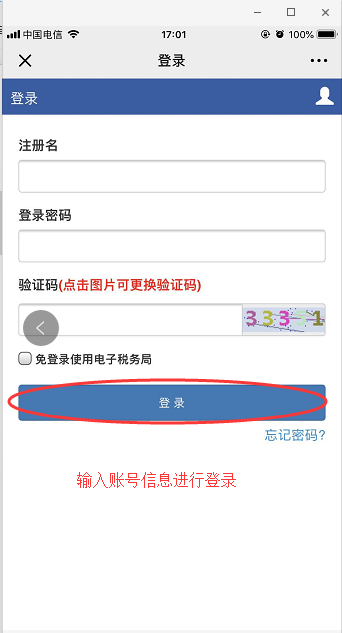 中国电信 17:01 100%
登录
登录
注册名
登录密码
验证码(点击图片可更换验证码)
3331
免登录使用电子税务局
登 录
忘记密码?
输入账号信息进行登录